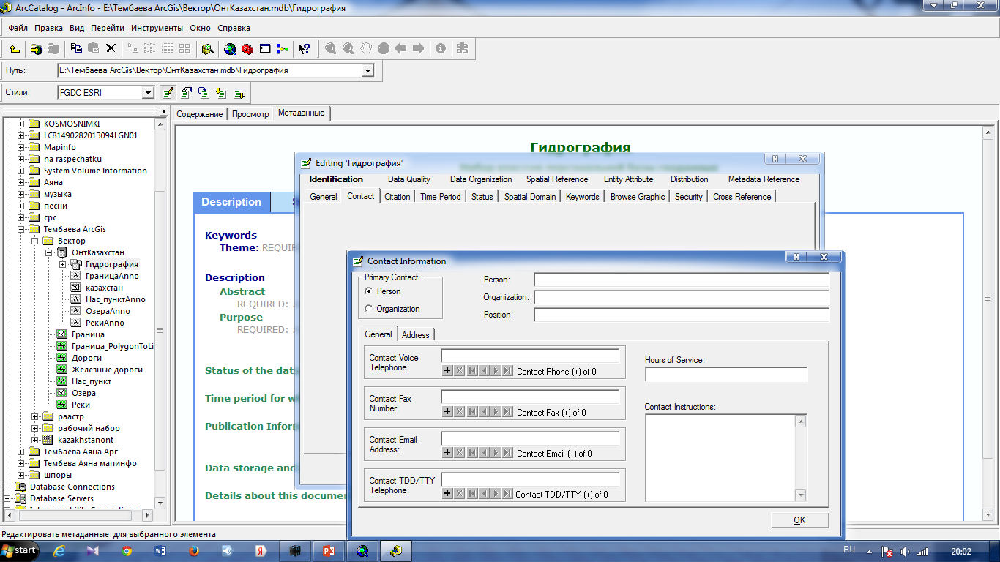 ArcCatalog - ArcInfo - E:\Тембаева ArcGis\Вектор\ОнтКазахстан.mdb\Гидрография
Файл Правка Вид Перейти Инструменты Окно Справка
Путь: E:\Тембаева ArcGis\Вектор\ОнтКазахстан.mdb\Гидрография
Стили: FGDC ESRI
KOSMOSNIMKI
LC81490282013094LGN01
Mapinfo
na raspechatku
System Volume Information
Аяна
музыка
песни
срс
Тембаева ArcGis
Вектор
ОнтКазахстан
Гидрография
ГраницаAnno
казахстан
Нас_пунктAnno
ОзераAnno
РекиAnno
Граница
Граница_PolygonToLi
Дороги
Железные дороги
Нас_пункт
Озера
Реки
раастр
рабочий набор
kazakhstanont
Тембаева Аяна Арг
Тембева Аяна мапинфо
шпоры
Database Connections
Database Servers
Interoperability Connections
Содержание Просмотр Метаданные
Гидрография
Description
Keywords
Theme: REQUIR
Description
Abstract
REQUIRED:
Purpose
REQUIRED:
Status of the dat
Time period for w
Publication Inform
Data storage and
Details about this docume
Editing 'Гидрография'
Identification Data Quality Data Organization Spatial Reference Entity Attribute Distribution Metadata Reference
General Contact Citation Time Period Status Spatial Domain Keywords Browse Graphic Security Cross Reference
Contact Information
Primary Contact
Person
Organization
Person:
Organization:
Position:
General Address
Contact Voice
Telephone:
Contact Phone (+) of 0
Contact Fax
Number:
Contact Fax (+) of 0
Contact Email
Address:
Contact Email (+) of 0
Contact TDD/TTY
Telephone:
Contact TDD/TTY (+) of 0
Hours of Service:
Contact Instructions:
OK
Редактировать метаданные для выбранного элемента
start
RU
20:02